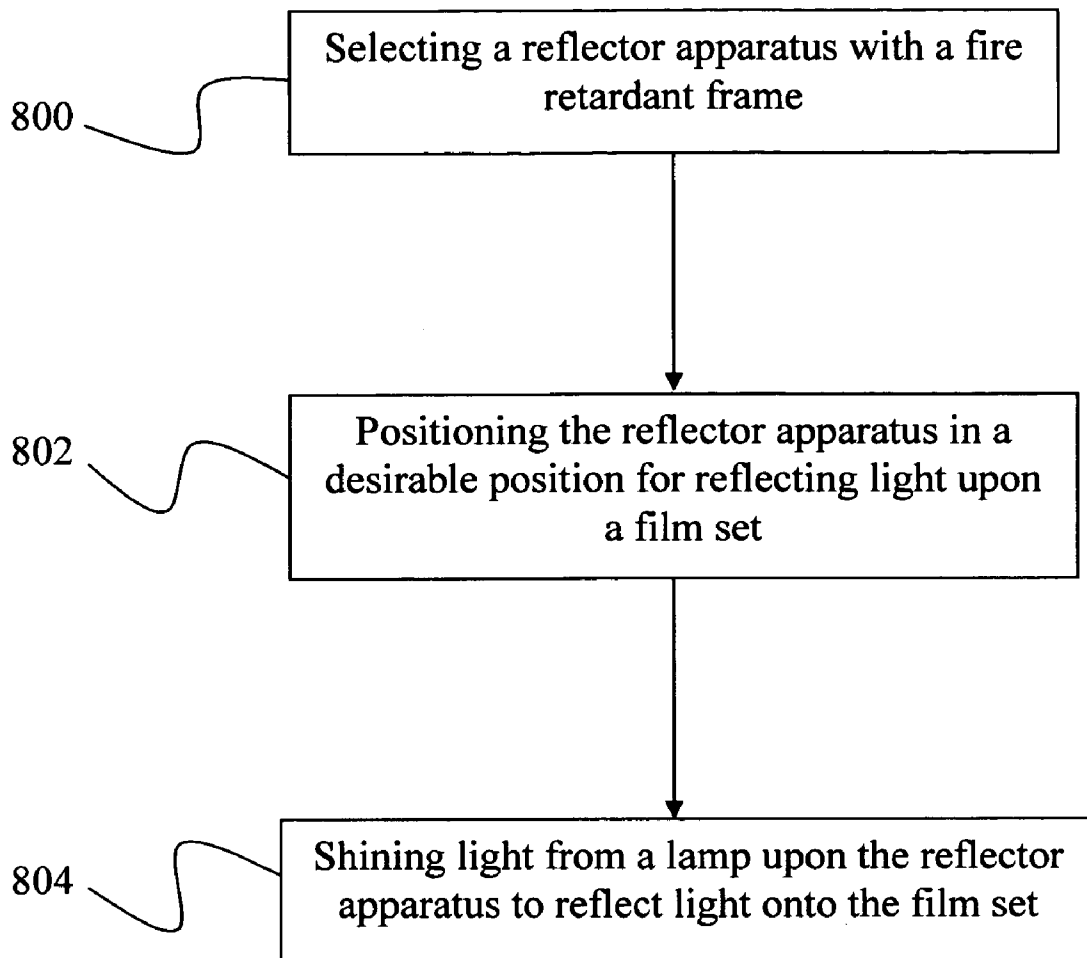 Selecting a reflector apparatus with a fire
retardant frame
800
Positioning the reflector apparatus in a
desirable position for reflecting light upon
a film set
802
Shining light from a lamp upon the reflector
apparatus to reflect light onto the film set
804